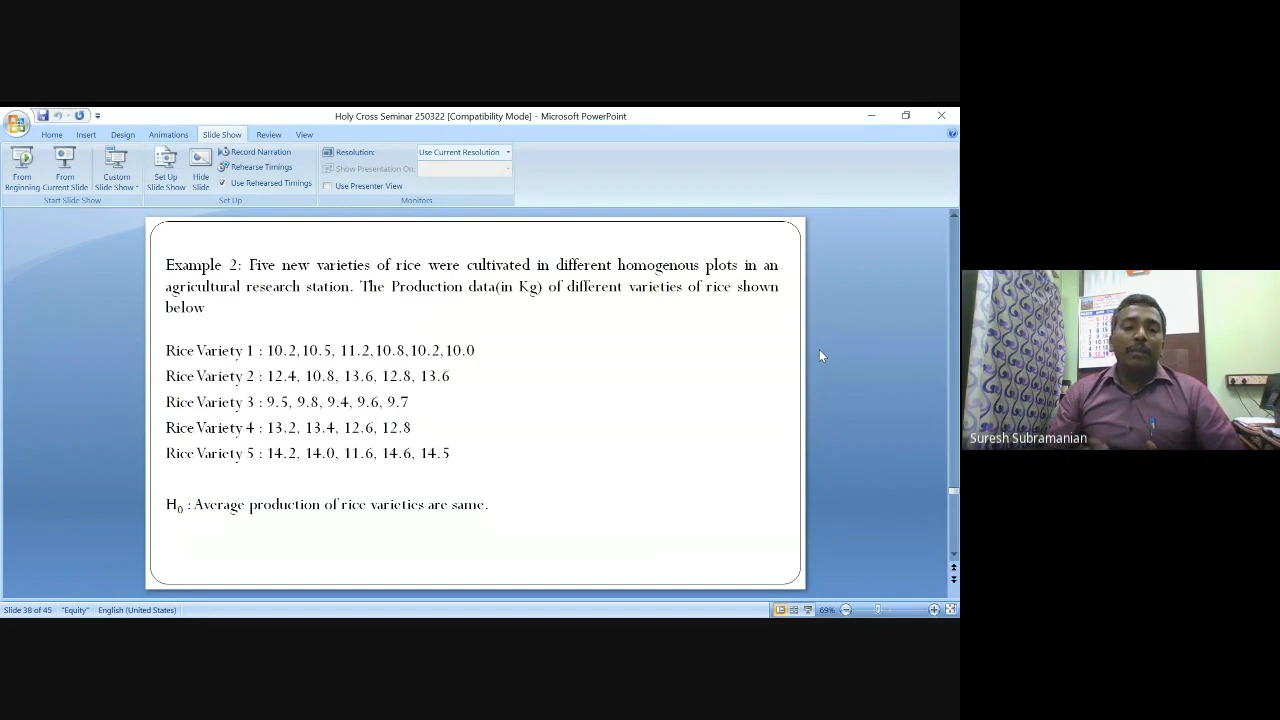 Holy Cross Seminar 250322 [Compatibility Mode] - Microsoft PowerPoint
Home Insert Design Animations Slide Show Review View
From Beginning
From Current Slide
Custom Slide Show
Set Up Slide Show
Hide Slide
Record Narration
Rehearse Timings
Use Rehearsed Timings
Resolution: Use Current Resolution
Show Presentation On:
Use Presenter View
Start Slide Show Set Up Monitors
Example 2: Five new varieties of rice were cultivated in different homogenous plots in an
agricultural research station. The Production data(in Kg) of different varieties of rice shown
below
Rice Variety 1 : 10.2,10.5, 11.2,10.8,10.2,10.0
Rice Variety 2 : 12.4, 10.8, 13.6, 12.8, 13.6
Rice Variety 3 : 9.5, 9.8, 9.4, 9.6, 9.7
Rice Variety 4 : 13.2, 13.4, 12.6, 12.8
Rice Variety 5 : 14.2, 14.0, 11.6, 14.6, 14.5
H₀ : Average production of rice varieties are same.
Suresh Subramanian
Slide 38 of 45 "Equity" English (United States) 69%